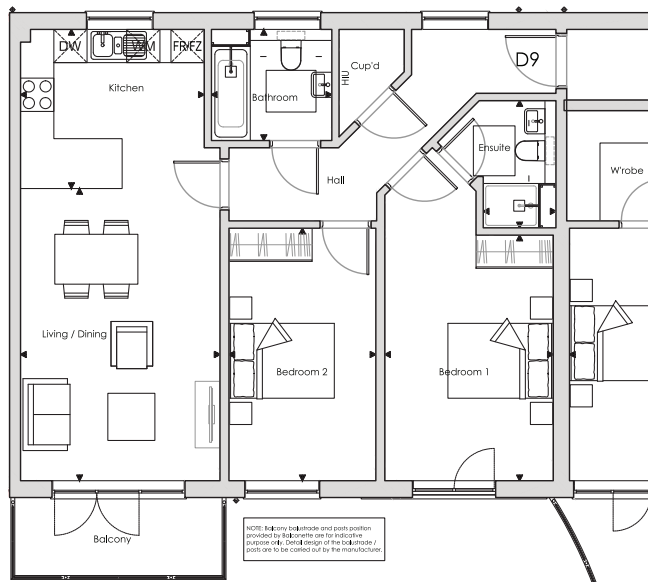 DW
WM
FR/FZ
Kitchen
Bathroom
HIU
Cup'd
D9
Ensuite
W'robe
Hall
Living / Dining
Bedroom 2
Bedroom 1
Balcony
NOTE: Balcony balustrade and posts position
provided by Balconette are for indicative
purpose only. Detail design of the balustrade /
posts are to be carried out by the manufacturer.